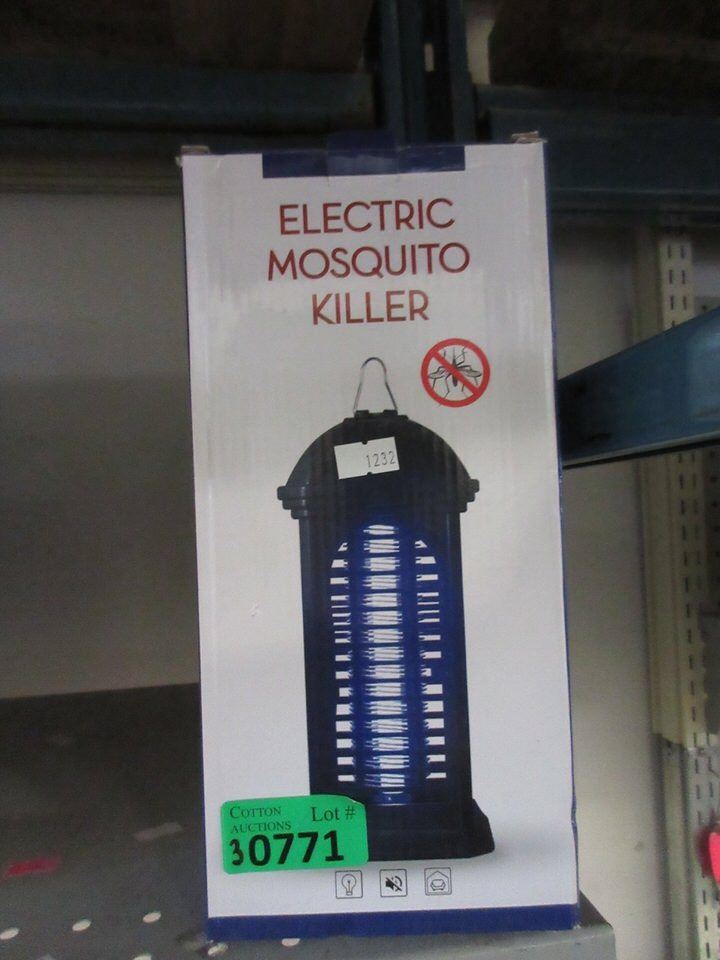 ELECTRIC
MOSQUITO
KILLER
1232
COTTON
AUCTIONS
Lot #
30771